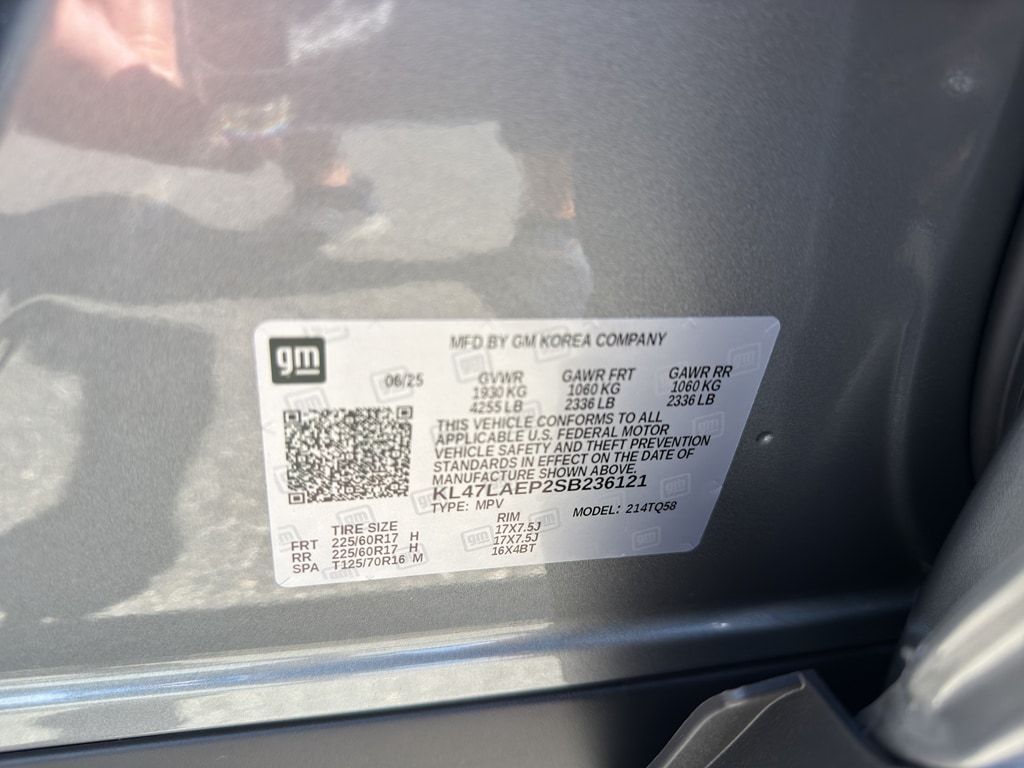 gm
MFD BY GM KOREA COMPANY
06/25
GVWR GAWR FRT GAWR RR
1930 KG 1060 KG 1060 KG
4255 LB 2336 LB 2336 LB
THIS VEHICLE CONFORMS TO ALL
APPLICABLE U.S. FEDERAL MOTOR
VEHICLE SAFETY AND THEFT PREVENTION
STANDARDS IN EFFECT ON THE DATE OF
MANUFACTURE SHOWN ABOVE.
KL47LAEP2SB236121
TYPE: MPV MODEL: 214TQ58
TIRE SIZE RIM
FRT 225/60R17 H 17X7.5J
RR 225/60R17 H 17X7.5J
SPA T125/70R16 M 16X4BT